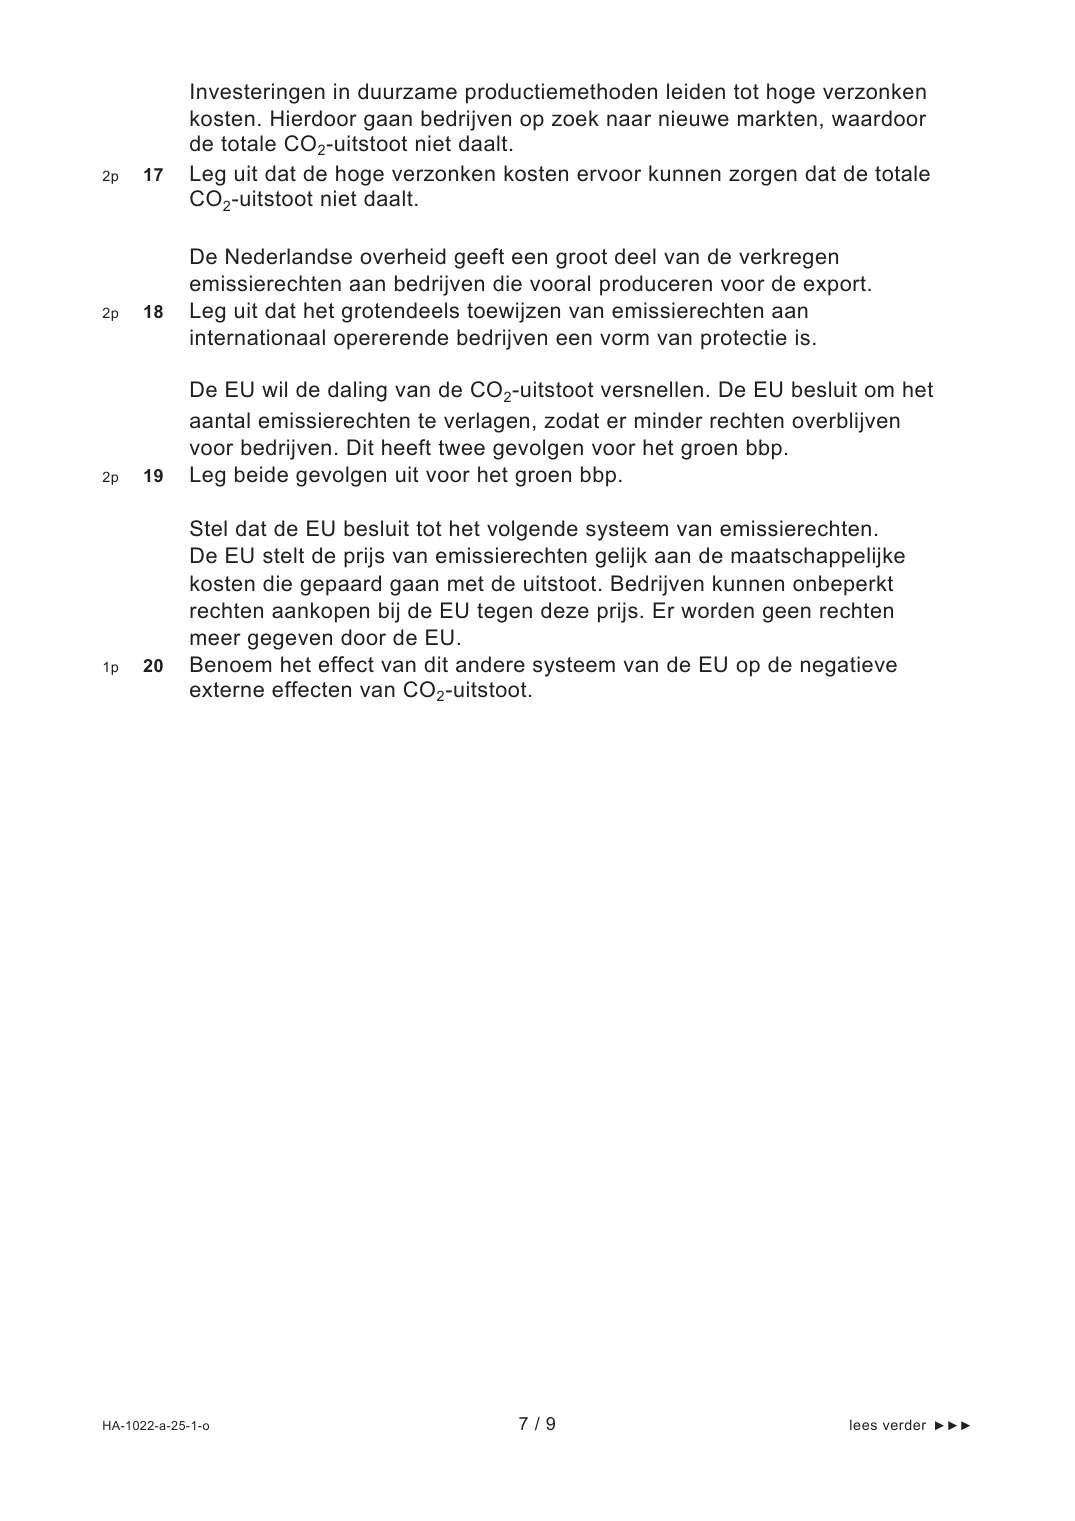 Investeringen in duurzame productiemethoden leiden tot hoge verzonken
kosten. Hierdoor gaan bedrijven op zoek naar nieuwe markten, waardoor
de totale CO₂-uitstoot niet daalt.
2p 17 Leg uit dat de hoge verzonken kosten ervoor kunnen zorgen dat de totale
CO₂-uitstoot niet daalt.
De Nederlandse overheid geeft een groot deel van de verkregen
emissierechten aan bedrijven die vooral produceren voor de export.
2p 18 Leg uit dat het grotendeels toewijzen van emissierechten aan
internationaal opererende bedrijven een vorm van protectie is.
De EU wil de daling van de CO₂-uitstoot versnellen. De EU besluit om het
aantal emissierechten te verlagen, zodat er minder rechten overblijven
voor bedrijven. Dit heeft twee gevolgen voor het groen bbp.
2p 19 Leg beide gevolgen uit voor het groen bbp.
Stel dat de EU besluit tot het volgende systeem van emissierechten.
De EU stelt de prijs van emissierechten gelijk aan de maatschappelijke
kosten die gepaard gaan met de uitstoot. Bedrijven kunnen onbeperkt
rechten aankopen bij de EU tegen deze prijs. Er worden geen rechten
meer gegeven door de EU.
1p 20 Benoem het effect van dit andere systeem van de EU op de negatieve
externe effecten van CO₂-uitstoot.
HA-1022-a-25-1-o 7 / 9 lees verder ►►►